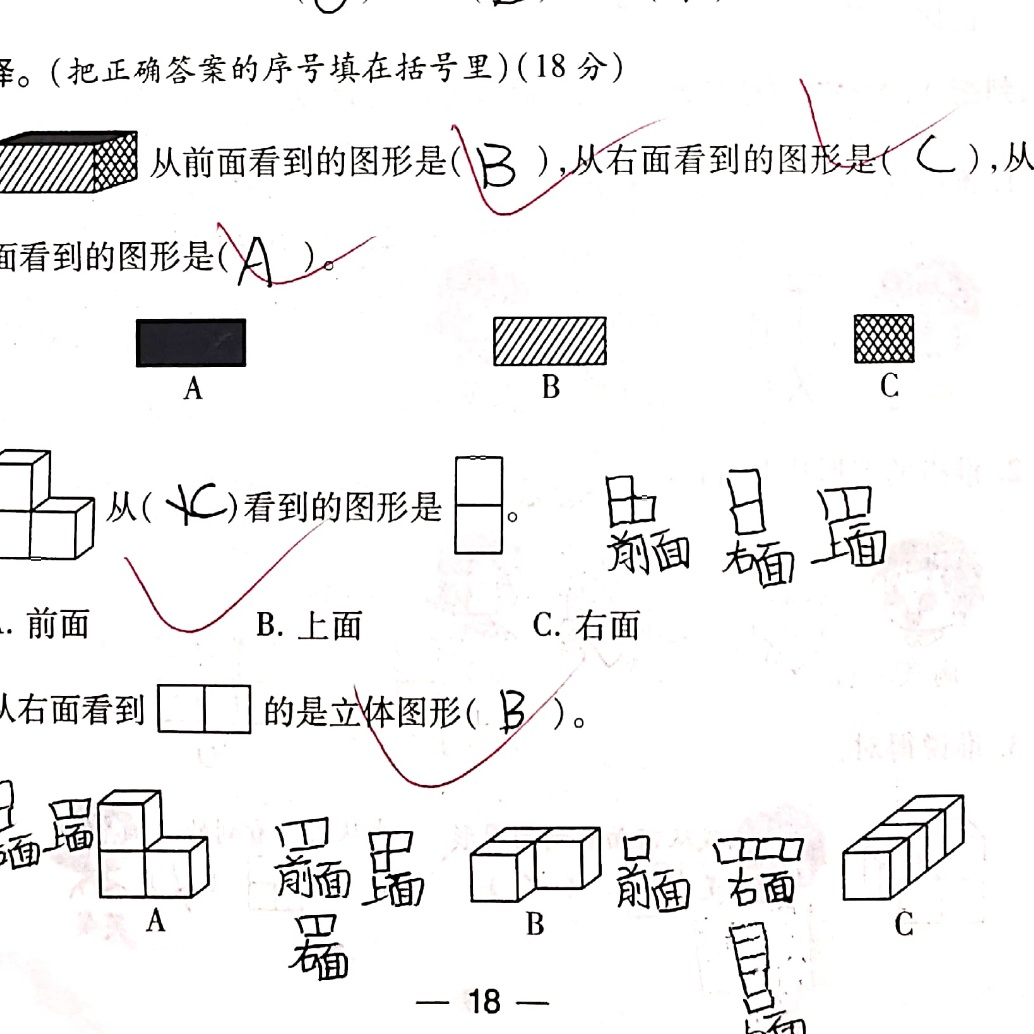 择。(把正确答案的序号填在括号里)(18分)
从前面看到的图形是( B ),从右面看到的图形是( C ),从
面看到的图形是( A )。
A B C
从( C )看到的图形是 。
前面 右面 上面
A. 前面 B. 上面 C. 右面
从右面看到 的是立体图形( B )。
右面 上面 前面 上面 前面 右面
A B C
右面
上面
— 18 —